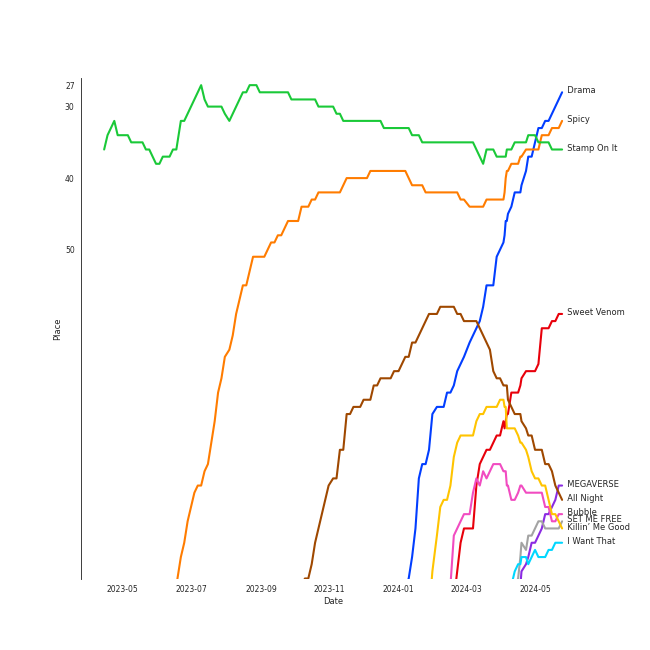 27
30
40
50
Place
Drama
Spicy
Stamp On It
Sweet Venom
MEGAVERSE
All Night
Bubble
SET ME FREE
Killin' Me Good
I Want That
2023-05
2023-07
2023-09
2023-11
2024-01
2024-03
2024-05
Date